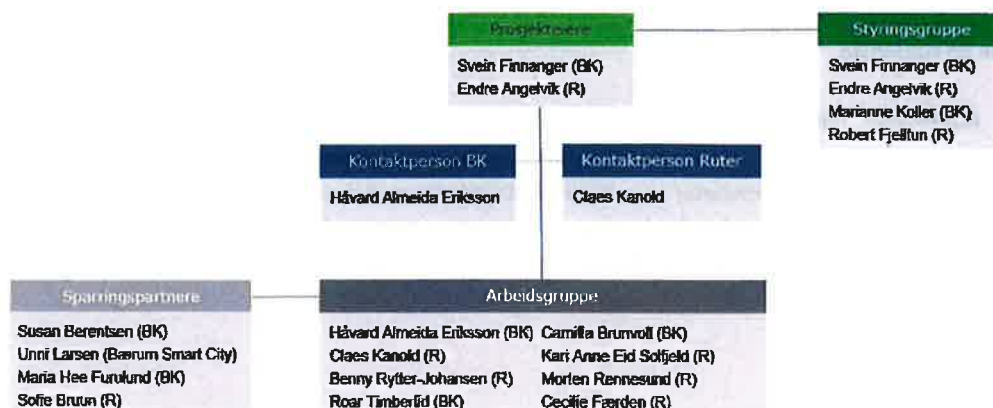 Prosjekteiere
Svein Finnanger (BK)
Endre Angelvik (R)
Styringsgruppe
Svein Finnanger (BK)
Endre Angelvik (R)
Marianne Koller (BK)
Robert Fjelltun (R)
Kontaktperson BK
Håvard Almeida Eriksson
Kontaktperson Ruter
Claes Kanold
Sparringspartnere
Susan Berentsen (BK)
Unni Larsen (Bærum Smart City)
Maria Hee Furulund (BK)
Sofie Bruun (R)
Arbeidsgruppe
Håvard Almeida Eriksson (BK)
Claes Kanold (R)
Benny Rytter-Johansen (R)
Roar Timberlid (BK)
Camilla Brunvoll (BK)
Kari Anne Eid Solfjeld (R)
Morten Rennesund (R)
Cecilie Færden (R)